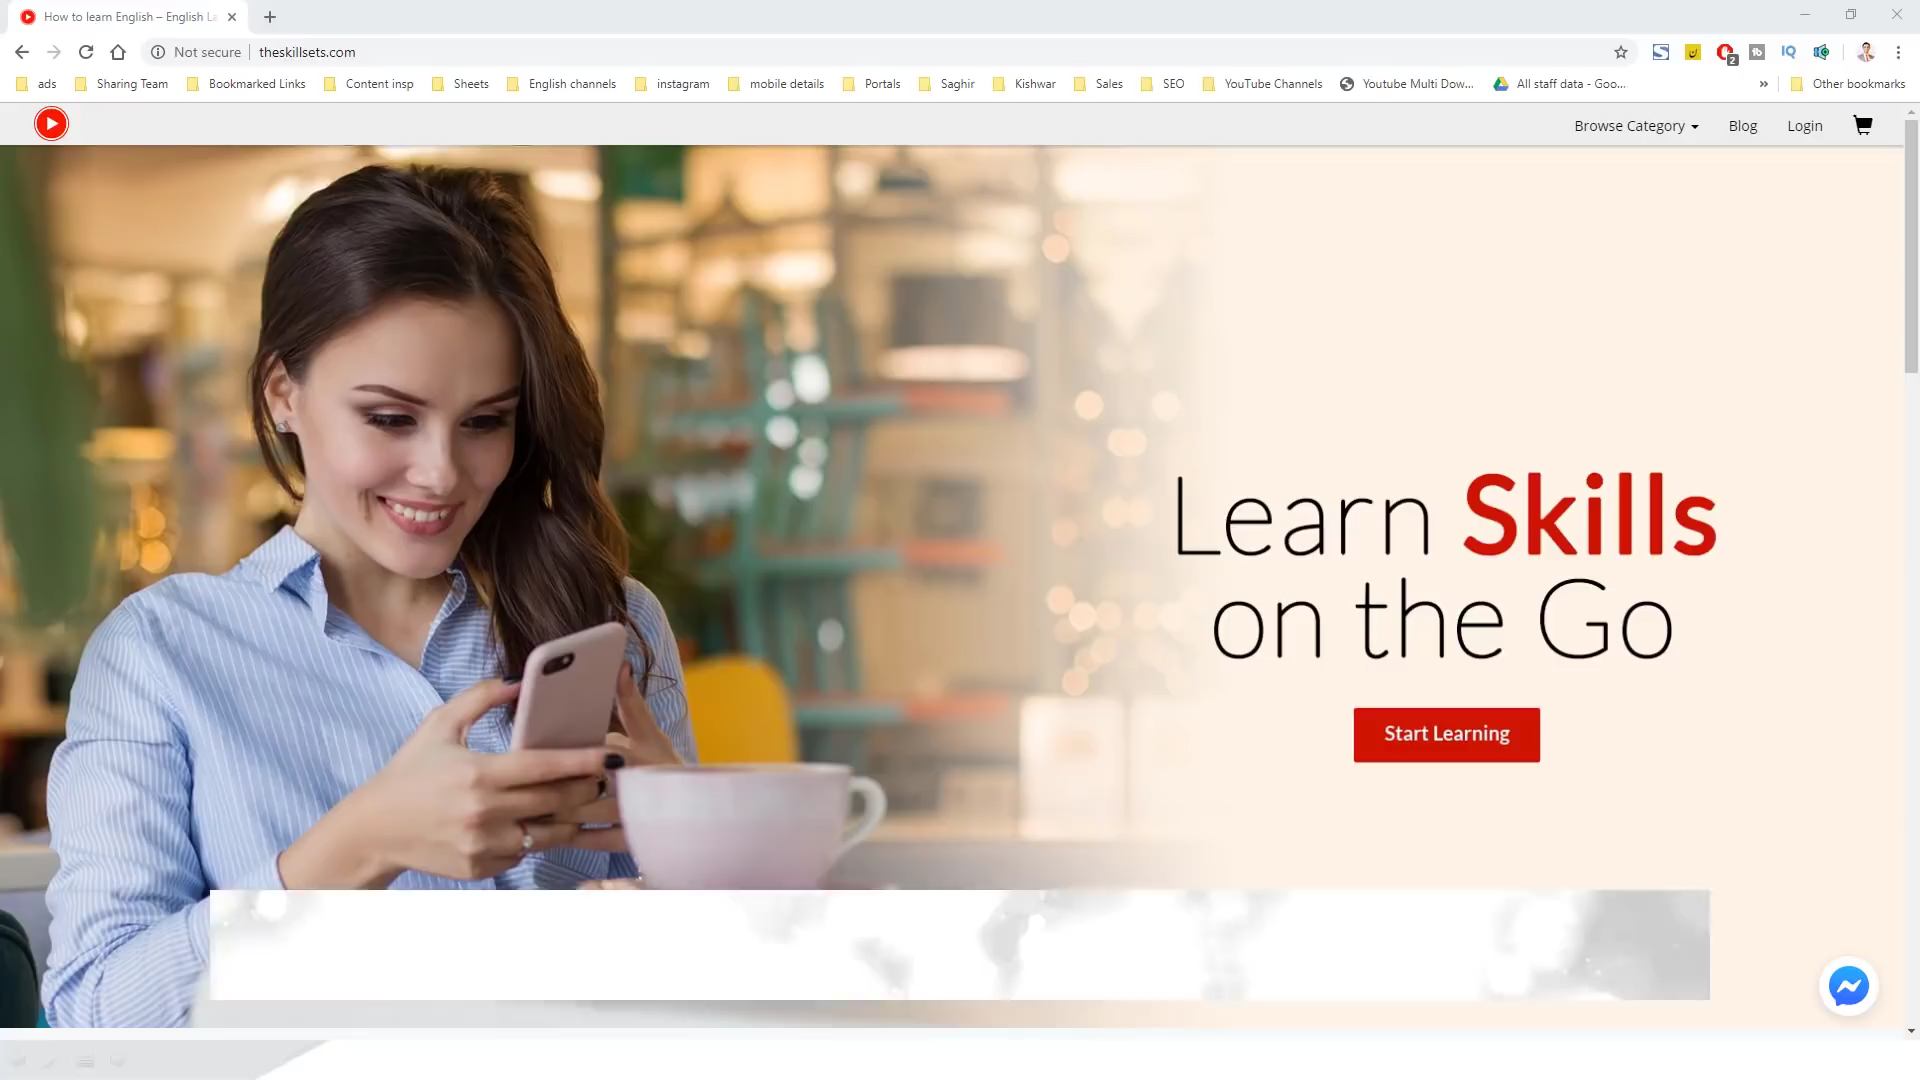 How to learn English – English La
Not secure
theskillsets.com
2
IQ
ads
Sharing Team
Bookmarked Links
Content insp
Sheets
English channels
instagram
mobile details
Portals
Saghir
Kishwar
Sales
SEO
YouTube Channels
Youtube Multi Dow...
All staff data - Goo...
»
Other bookmarks
Browse Category
Blog
Login
Learn Skills
on the Go
Start Learning